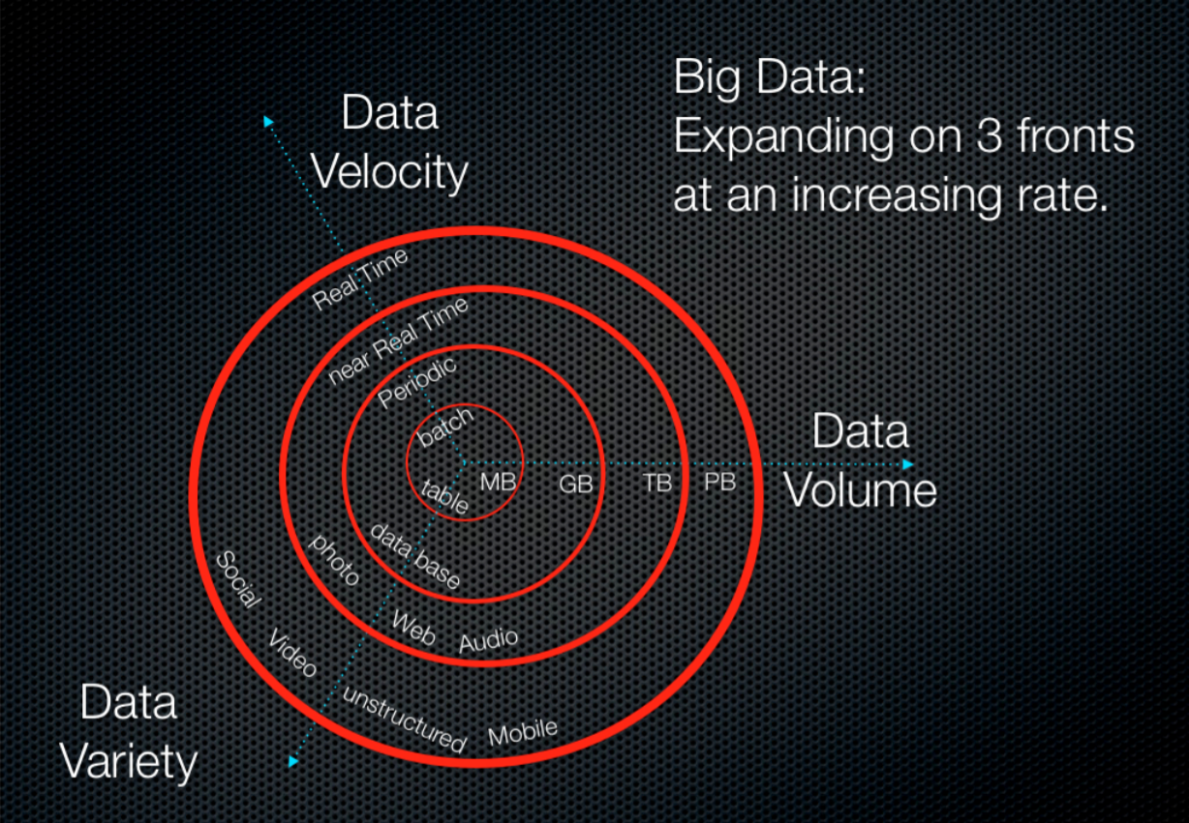 Big Data:
Expanding on 3 fronts
at an increasing rate.
Data
Velocity
Real Time
near Real Time
Periodic
batch
Data
Volume
MB GB TB PB
table
data base
photo Web Audio
Social Video unstructured Mobile
Data
Variety